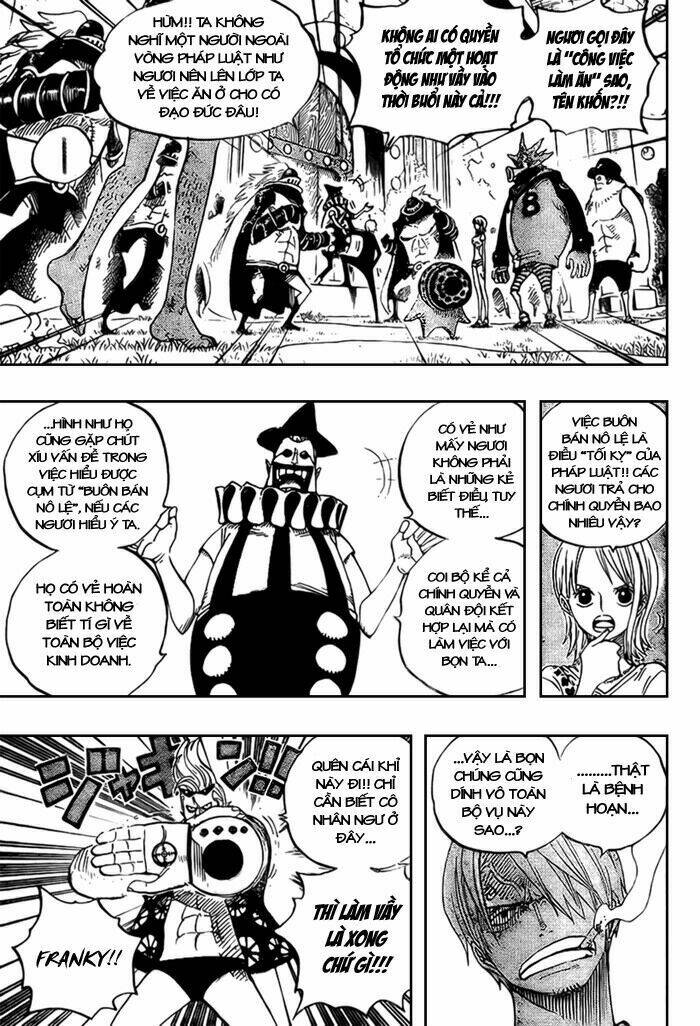 NGƯƠI GỌI ĐÂY
LÀ "CÔNG VIỆC
LÀM ĂN" SAO,
TÊN KHỐN?!!
KHÔNG AI CÓ QUYỀN
TỔ CHỨC MỘT HOẠT
ĐỘNG NHƯ VẦY VÀO
THỜI BUỔI NÀY CẢ!!!
HỪM!! TA KHÔNG
NGHĨ MỘT NGƯỜI NGOÀI
VÒNG PHÁP LUẬT NHƯ
NGƯƠI NÊN LÊN LỚP TA
VỀ VIỆC ĂN Ở CHO CÓ
ĐẠO ĐỨC ĐÂU!
VIỆC BUÔN
BÁN NÔ LỆ LÀ
ĐIỀU "TỐI KỴ" CỦA
PHÁP LUẬT!! CÁC
NGƯƠI TRẢ CHO
CHÍNH QUYỀN BAO
NHIÊU VẬY?
CÓ VẺ NHƯ
MẤY NGƯƠI
KHÔNG PHẢI
LÀ NHỮNG KẺ
BIẾT ĐIỀU, TUY
THẾ...
COI BỘ KỂ CẢ
CHÍNH QUYỀN VÀ
QUÂN ĐỘI KẾT
HỢP LẠI MÀ CÓ
LÀM VIỆC VỚI
BỌN TA...
...HÌNH NHƯ HỌ
CŨNG GẶP CHÚT
XÍU VẤN ĐỀ TRONG
VIỆC HIỂU ĐƯỢC
CỤM TỪ "BUÔN BÁN
NÔ LỆ", NẾU CÁC
NGƯƠI HIỂU Ý TA.
HỌ CÓ VẺ HOÀN
TOÀN KHÔNG
BIẾT TÍ GÌ VỀ
TOÀN BỘ VIỆC
KINH DOANH.
.........THẬT
LÀ BỆNH
HOẠN...
...VẬY LÀ BỌN
CHÚNG CŨNG
DÍNH VÔ TOÀN
BỘ VỤ NÀY
SAO...?
QUÊN CÁI KHỈ
NÀY ĐI!!! CHỈ
CẦN BIẾT CÔ
NHÂN NGƯ Ở
ĐÂY...
THÌ LÀM VẦY
LÀ XONG
CHỨ GÌ!!!
ジャキン!!
FRANKY!!
B